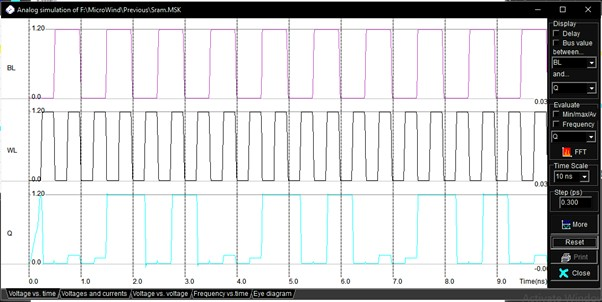 Analog simulation of F:\MicroWind\Previous\Sram.MSK
Display
Delay
Bus value
between...
BL
and...
Q
Evaluate
Min/max/Av
Frequency
Q
FFT
Time Scale
10 ns
Step (ps)
0.300
More
Reset
Print
Close
1.20
BL
0.0
0.03
1.20
WL
0.0
0.03
1.20
Q
0.0
-0.00
0.0 1.0 2.0 3.0 4.0 5.0 6.0 7.0 8.0 9.0 Time(ns)
Voltage vs. time Voltages and currents Voltage vs. voltage Frequency vs time Eye diagram